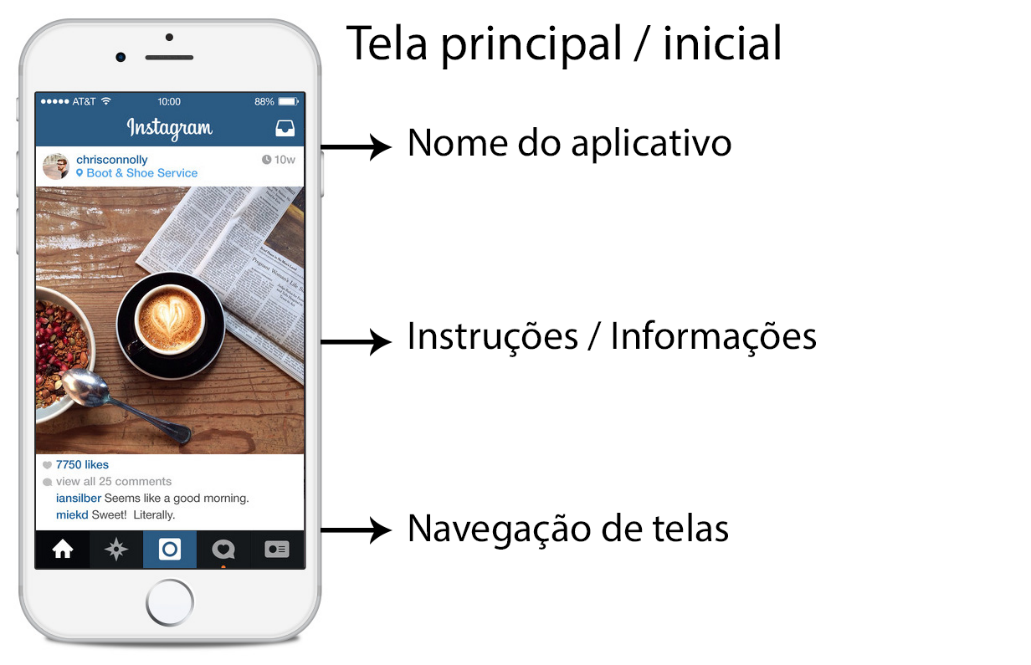 Tela principal / inicial
AT&T 10:00 88%
Instagram
Nome do aplicativo
chrisconnolly 10w
Boot & Shoe Service
Instruções / Informações
7750 likes
view all 25 comments
iansilber Seems like a good morning.
miekd Sweet! Literally.
Navegação de telas